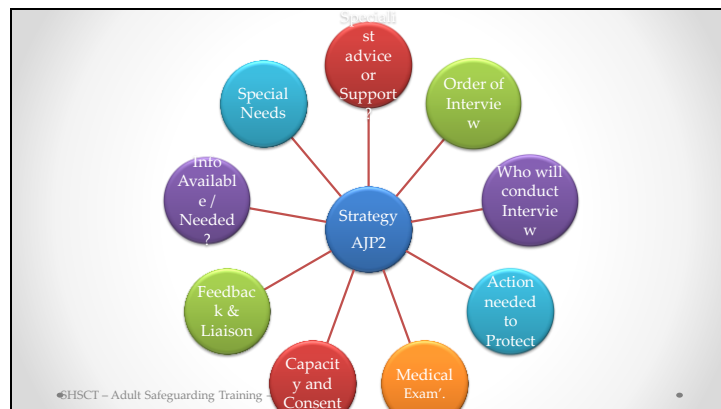 Speciali
st
advice
or
Support
?
Order of
Intervie
w
Who will
conduct
Intervie
w
Action
needed
to
Protect
Medical
Exam'.
Capacit
y and
Consent
Feedbac
k &
Liaison
Info
Availabl
e /
Needed
?
Special
Needs
Strategy
AJP2
SHSCT – Adult Safeguarding Training -